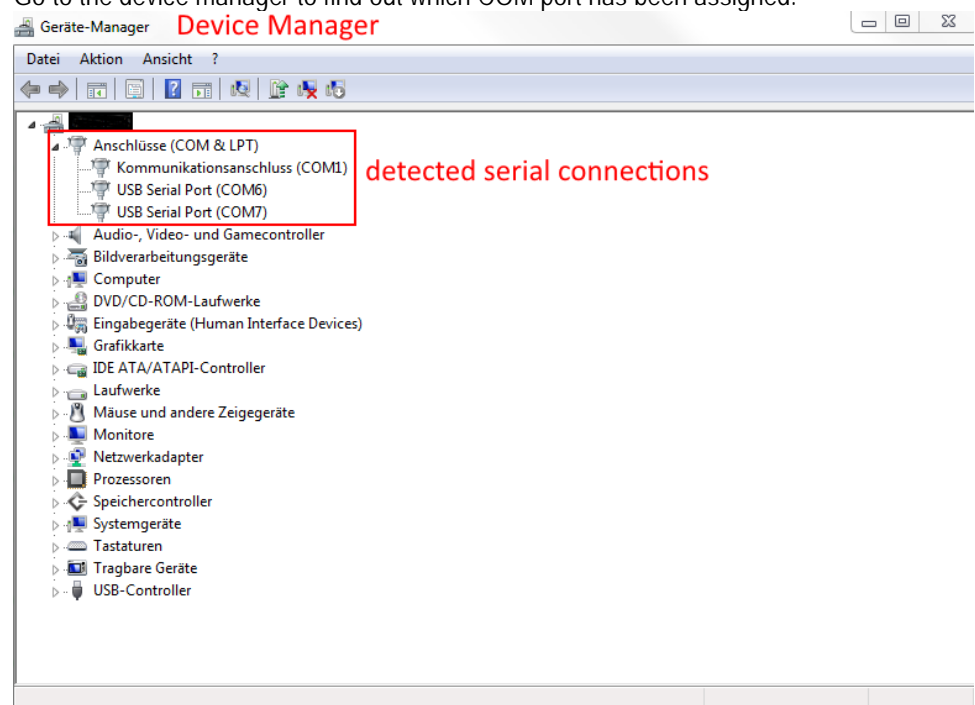 Go to the device manager to find out which COM port has been assigned.
Geräte-Manager Device Manager
Datei Aktion Ansicht ?
Anschlüsse (COM & LPT)
Kommunikationsanschluss (COM1)
detected serial connections
USB Serial Port (COM6)
USB Serial Port (COM7)
Audio-, Video- und Gamecontroller
Bildverarbeitungsgeräte
Computer
DVD/CD-ROM-Laufwerke
Eingabegeräte (Human Interface Devices)
Grafikkarte
IDE ATA/ATAPI-Controller
Laufwerke
Mäuse und andere Zeigegeräte
Monitore
Netzwerkadapter
Prozessoren
Speichercontroller
Systemgeräte
Tastaturen
Tragbare Geräte
USB-Controller